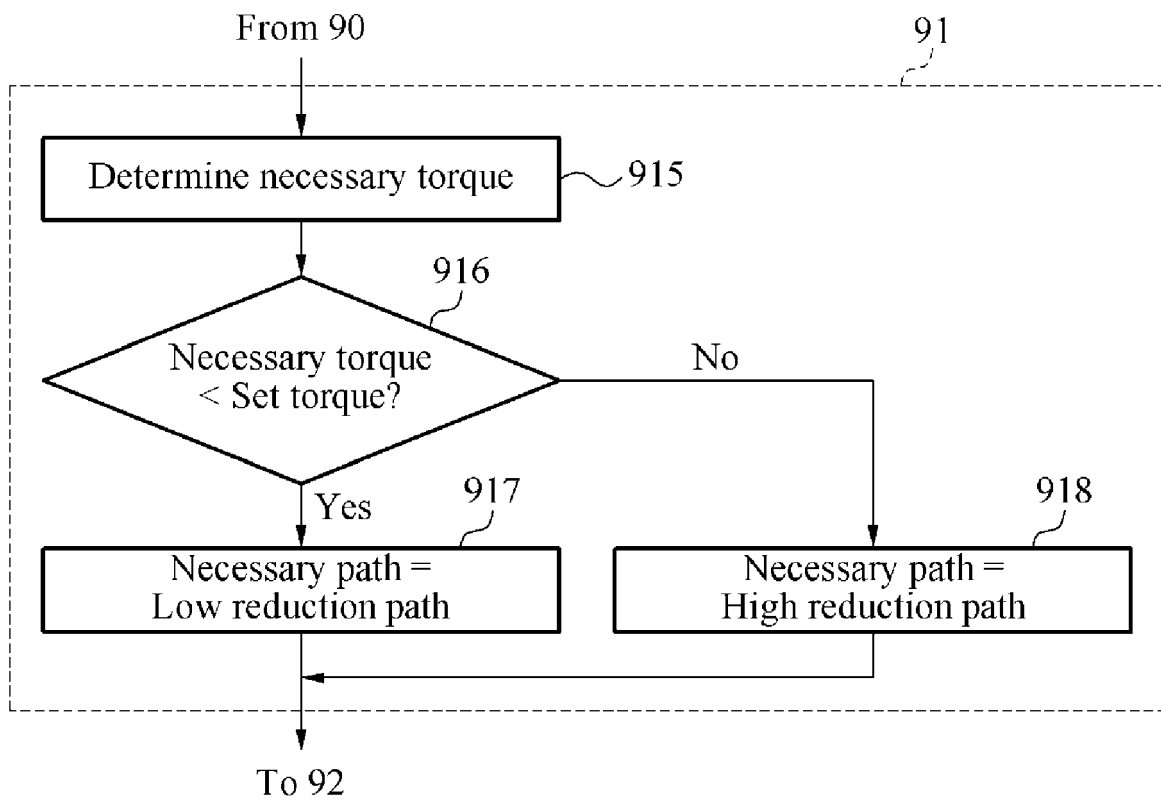 From 90
91
Determine necessary torque
915
916
Necessary torque
< Set torque?
No
Yes
917
918
Necessary path =
Low reduction path
Necessary path =
High reduction path
To 92